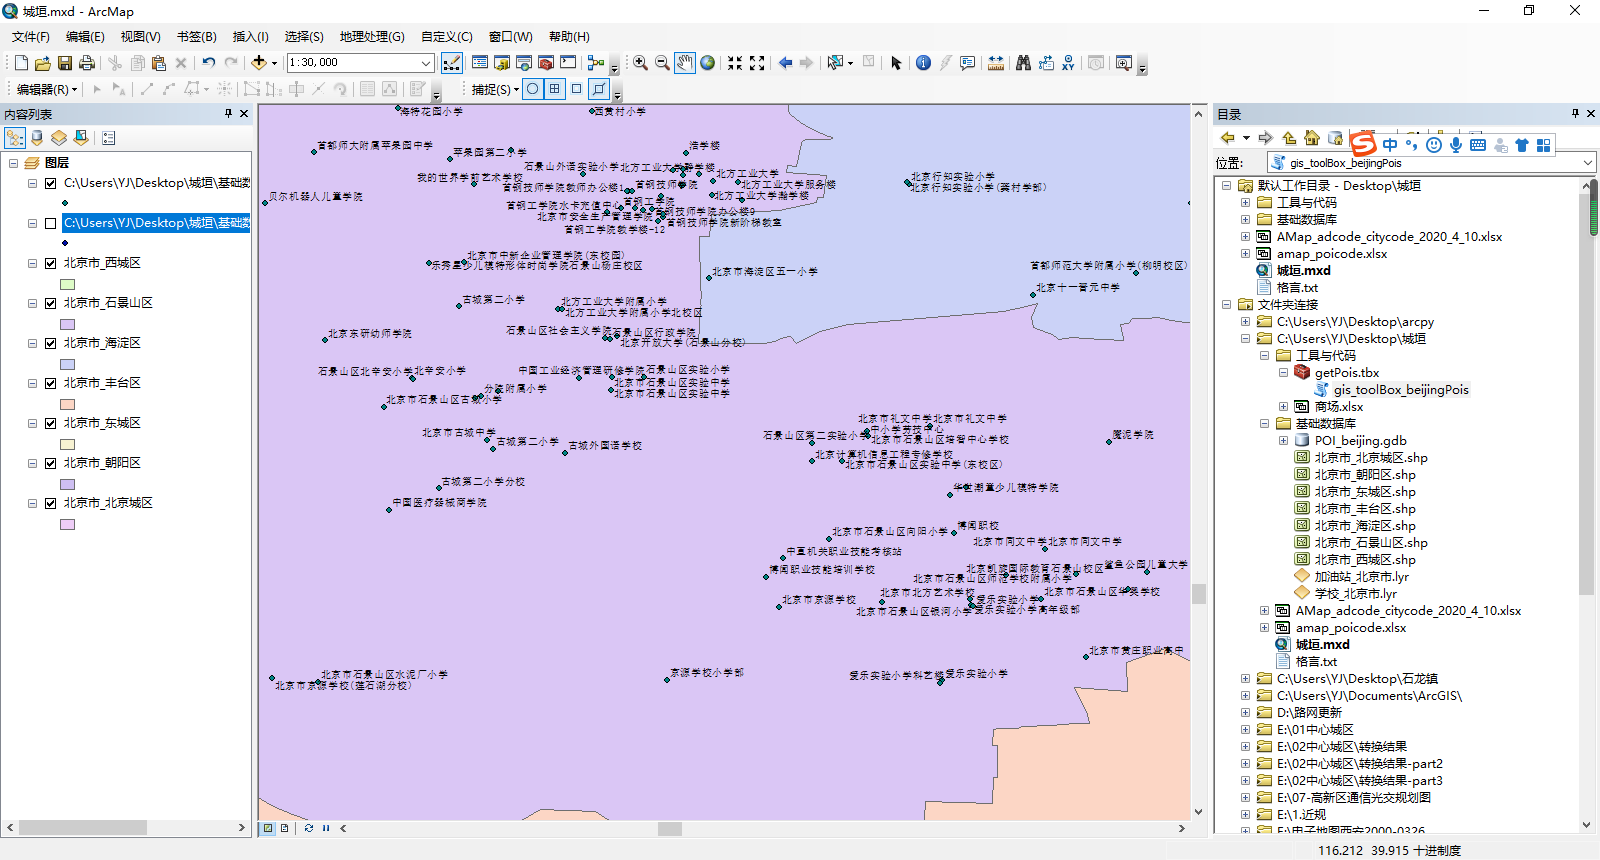 城垣.mxd - ArcMap
文件(F) 编辑(E) 视图(V) 书签(B) 插入(I) 选择(S) 地理处理(G) 自定义(C) 窗口(W) 帮助(H)
1:30,000
编辑器(R)
捕捉(S)
内容列表
图层
C:\Users\YJ\Desktop\城垣\基础数
C:\Users\YJ\Desktop\城垣\基础数
北京市_西城区
北京市_石景山区
北京市_海淀区
北京市_丰台区
北京市_东城区
北京市_朝阳区
北京市_北京城区
海特花园小学
西黄村小学
首都师大附属苹果园中学
苹果园第二小学
浩学楼
石景山外语实验小学
北方工业大学瀚学楼
北方工业大学
我的世界学前艺术学校
首钢技师学院教师办公楼1
首钢技师学院
北方工业大学服务楼
北京行知实验小学
北京行知实验小学(龚村学部)
贝尔机器人儿童学院
北方工业大学瀚学楼
首钢工学院水卡充值中心
首钢工学院
首钢技师学院办公楼9
北京市安全生产管理学院
首钢技师学院新阶梯教室
首钢工学院教学楼-12
北京市中新企业管理学院(东校园)
乐秀星少儿模特形体时尚学院石景山杨庄校区
北京市海淀区五一小学
首都师范大学附属小学(柳明校区)
北京十一晋元中学
古城第二小学
北方工业大学附属小学
北方工业大学附属小学北校区
北京东研幼师学院
石景山区社会主义学院
石景山区行政学院
北京开放大学(石景山分校)
石景山区北辛安小学
北辛安小学
中国工业经济管理研修学院
石景山区实验小学
北京市石景山区实验中学
北京市石景山区实验中学
分院附属小学
北京市石景山区古城小学
北京市礼文中学
北京市礼文中学
北京市古城中学
古城第二小学
古城外国语学校
石景山区第二实验小学
中小学劳技中心
北京市石景山区培智中心学校
魔泥学院
北京计算机信息工程专修学校
北京市石景山区实验中学(东校区)
古城第二小学分校
华世潮童少儿模特学院
中国医疗器械商学院
北京市石景山区向阳小学
博闻职校
北京市同文中学
北京市同文中学
中直机关职业技能考核站
博闻职业技能培训学校
北京凯旋国际教育石景山校区
鲨鱼公园儿童大学
北京市石景山区师范学校附属小学
北京市京源学校
北京市北方艺术学校
爱乐实验小学
北京市石景山区华奥学校
北京市石景山区银河小学
爱乐实验小学高年级部
北京市黄庄职业高中
北京市石景山区水泥厂小学
北京市京源学校(莲石湖分校)
京源学校小学部
爱乐实验小学科艺楼
爱乐实验小学
目录
中
位置: gis_toolBox_beijingPois
默认工作目录 - Desktop\城垣
工具与代码
基础数据库
AMap_adcode_citycode_2020_4_10.xlsx
amap_poicode.xlsx
城垣.mxd
格言.txt
文件夹连接
C:\Users\YJ\Desktop\arcpy
C:\Users\YJ\Desktop\城垣
工具与代码
getPois.tbx
gis_toolBox_beijingPois
商场.xlsx
基础数据库
POI_beijing.gdb
北京市_北京城区.shp
北京市_朝阳区.shp
北京市_东城区.shp
北京市_丰台区.shp
北京市_海淀区.shp
北京市_石景山区.shp
北京市_西城区.shp
加油站_北京市.lyr
学校_北京市.lyr
AMap_adcode_citycode_2020_4_10.xlsx
amap_poicode.xlsx
城垣.mxd
格言.txt
C:\Users\YJ\Desktop\石龙镇
C:\Users\YJ\Documents\ArcGIS\
D:\路网更新
E:\01中心城区
E:\02中心城区\转换结果
E:\02中心城区\转换结果-part2
E:\02中心城区\转换结果-part3
E:\07-高新区通信光交规划图
E:\1.近规
E:\电子地图西安2000-0326
116.212 39.915 十进制度